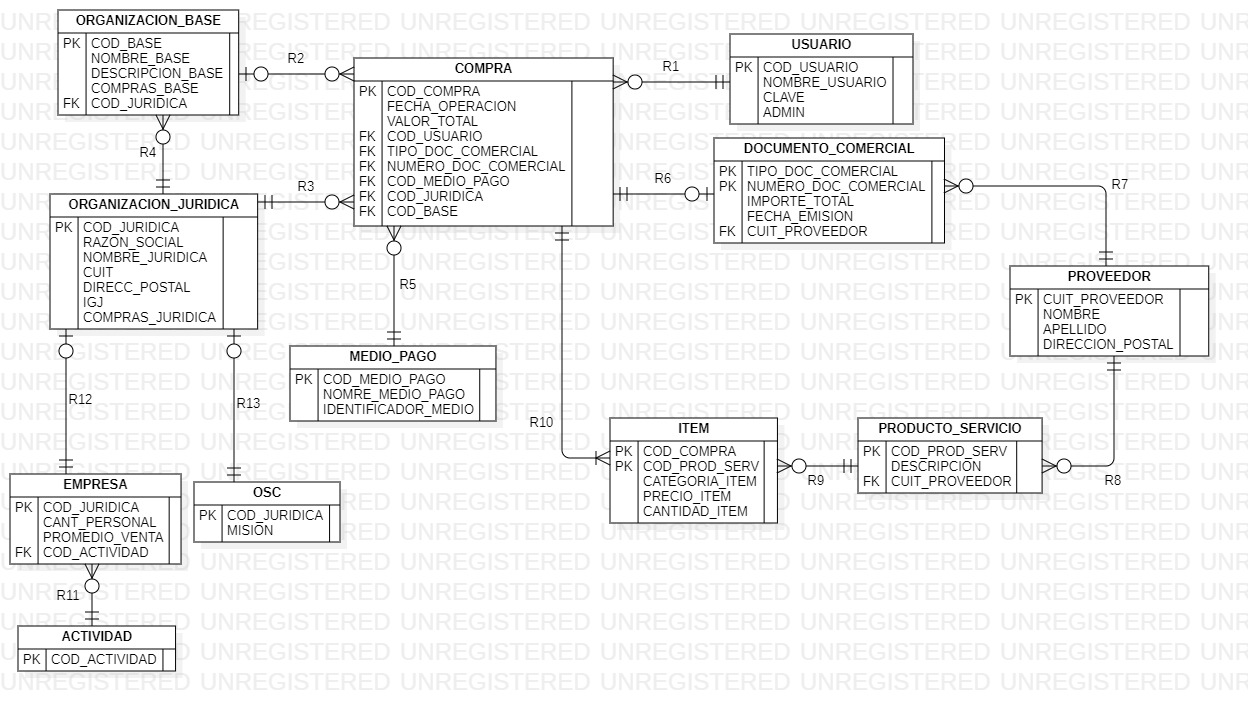 ORGANIZACION_BASE
PK COD_BASE
NOMBRE_BASE
DESCRIPCION_BASE
COMPRAS_BASE
FK COD_JURIDICA
R2
COMPRA
PK COD_COMPRA
FECHA_OPERACION
VALOR_TOTAL
FK COD_USUARIO
FK TIPO_DOC_COMERCIAL
FK NUMERO_DOC_COMERCIAL
FK COD_MEDIO_PAGO
FK COD_JURIDICA
FK COD_BASE
R1
USUARIO
PK COD_USUARIO
NOMBRE_USUARIO
CLAVE
ADMIN
R4
R3
R6
DOCUMENTO_COMERCIAL
PK TIPO_DOC_COMERCIAL
PK NUMERO_DOC_COMERCIAL
IMPORTE_TOTAL
FECHA_EMISION
FK CUIT_PROVEEDOR
R7
ORGANIZACION_JURIDICA
PK COD_JURIDICA
RAZON_SOCIAL
NOMBRE_JURIDICA
CUIT
DIRECC_POSTAL
IGJ
COMPRAS_JURIDICA
R5
PROVEEDOR
PK CUIT_PROVEEDOR
NOMBRE
APELLIDO
DIRECCION_POSTAL
MEDIO_PAGO
PK COD_MEDIO_PAGO
NOMRE_MEDIO_PAGO
IDENTIFICADOR_MEDIO
R12
R13
R10
ITEM
PK COD_COMPRA
PK COD_PROD_SERV
CATEGORIA_ITEM
PRECIO_ITEM
CANTIDAD_ITEM
R9
PRODUCTO_SERVICIO
PK COD_PROD_SERV
DESCRIPCION
FK CUIT_PROVEEDOR
R8
EMPRESA
PK COD_JURIDICA
CANT_PERSONAL
PROMEDIO_VENTA
FK COD_ACTIVIDAD
OSC
PK COD_JURIDICA
MISION
R11
ACTIVIDAD
PK COD_ACTIVIDAD
UNREGISTERED